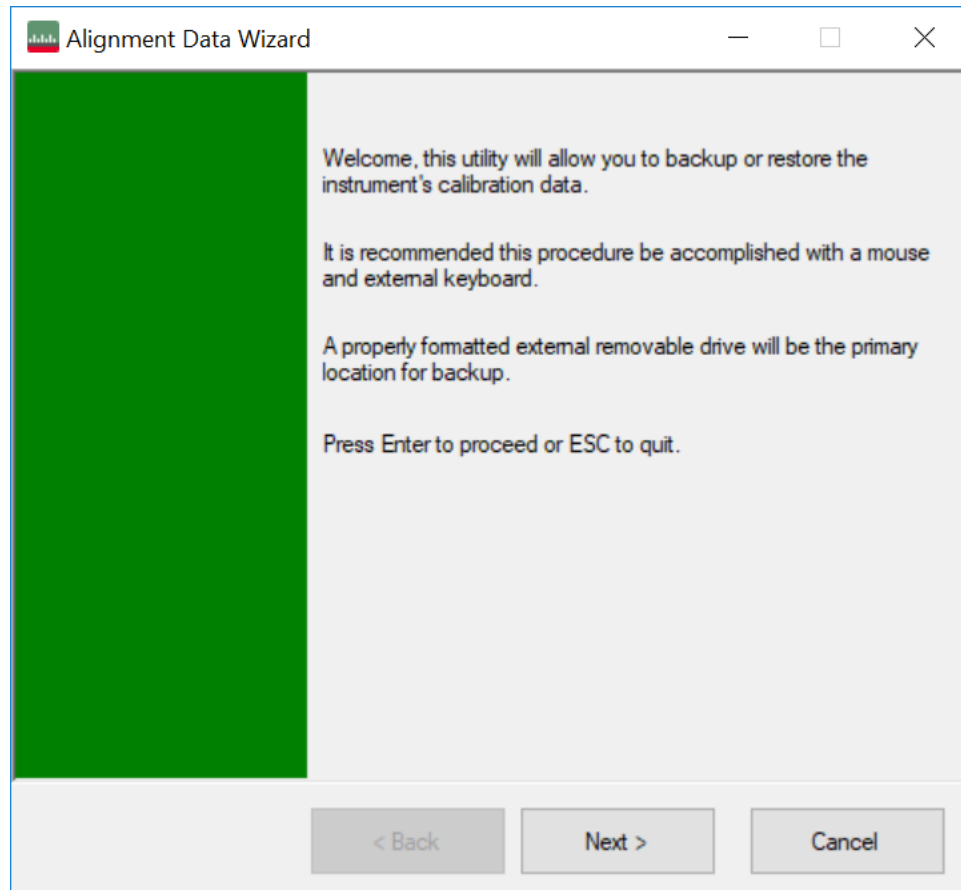 Alignment Data Wizard
Welcome, this utility will allow you to backup or restore the
instrument's calibration data.
It is recommended this procedure be accomplished with a mouse
and external keyboard.
A properly formatted external removable drive will be the primary
location for backup.
Press Enter to proceed or ESC to quit.
< Back
Next >
Cancel